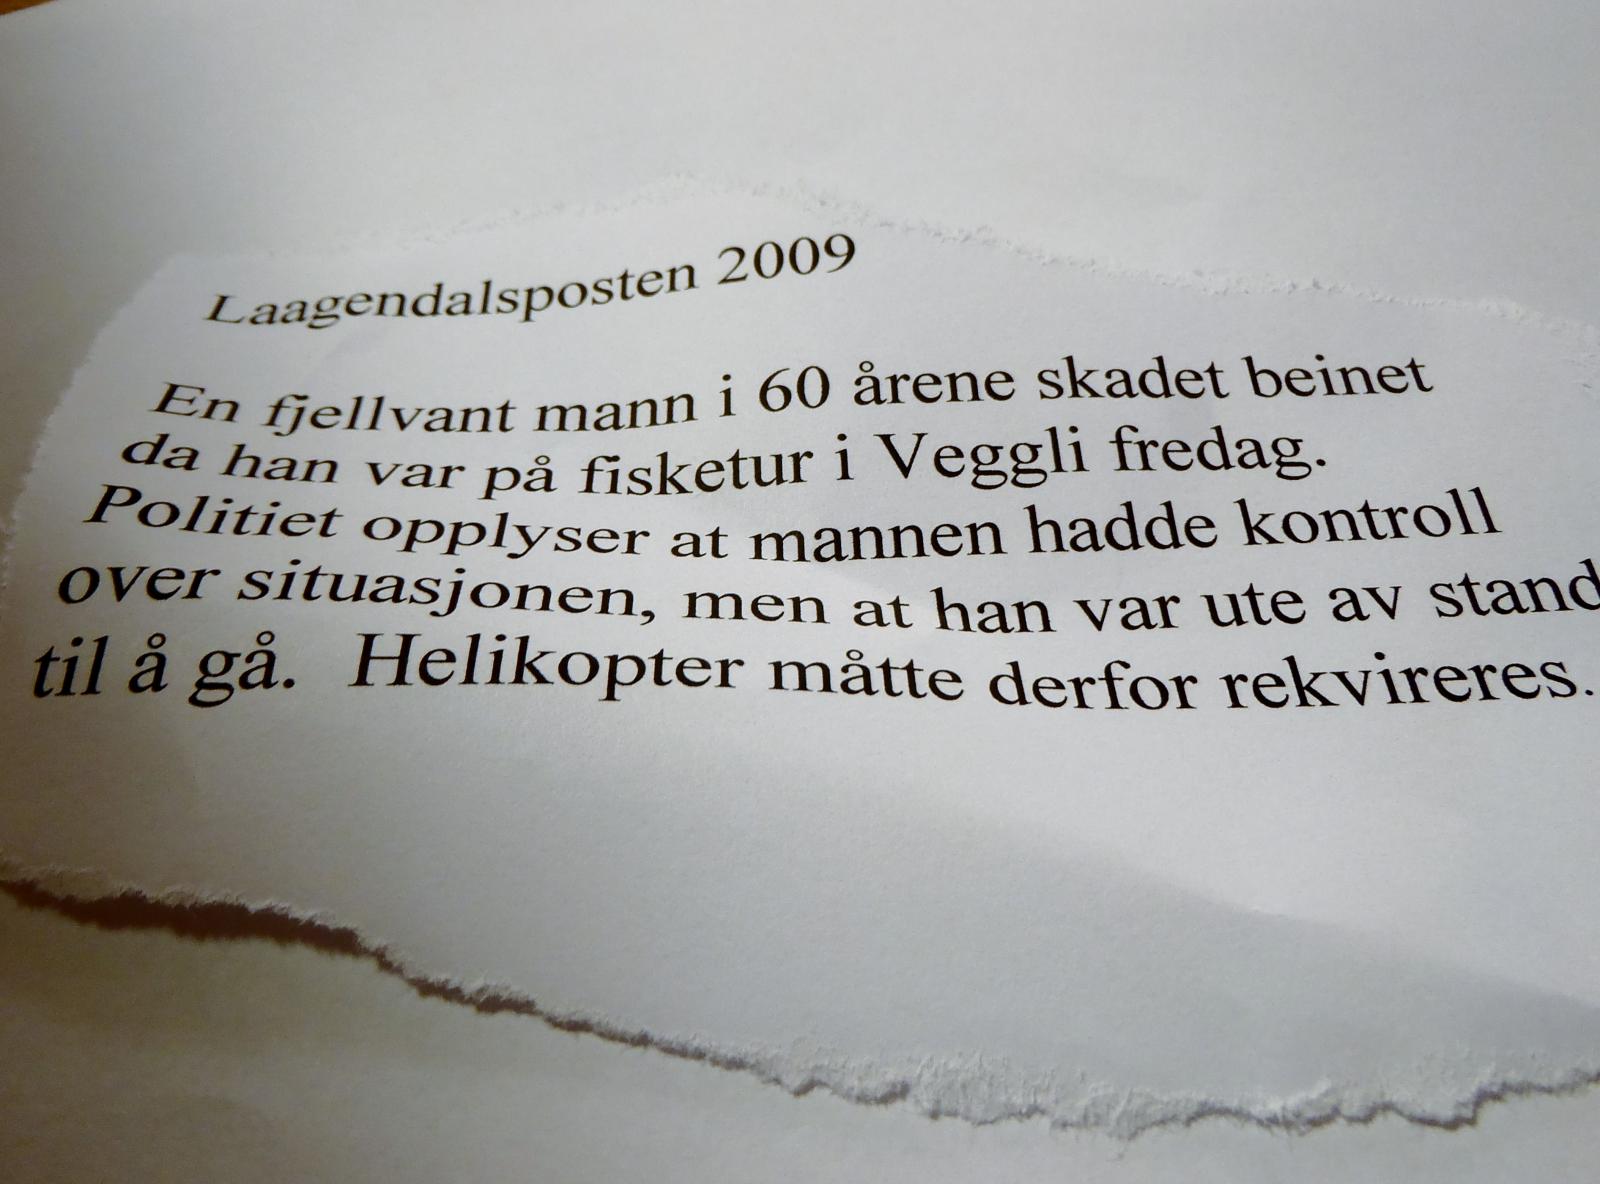 Laagendalsposten 2009
En fjellvant mann i 60 årene skadet beinet
da han var på fisketur i Veggli fredag.
Politiet opplyser at mannen hadde kontroll
over situasjonen, men at han var ute av stand
til å gå. Helikopter måtte derfor rekvireres.